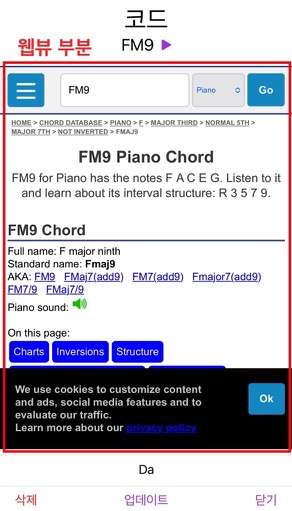 코드
웹뷰 부분 FM9
FM9 Piano Go
HOME > CHORD DATABASE > PIANO > F > MAJOR THIRD > NORMAL 5TH >
MAJOR 7TH > NOT INVERTED > FMAJ9
FM9 Piano Chord
FM9 for Piano has the notes F A C E G. Listen to it
and learn about its interval structure: R 3 5 7 9.
FM9 Chord
Full name: F major ninth
Standard name: Fmaj9
AKA: FM9 FMaj7(add9) FM7(add9) Fmajor7(add9)
FM7/9 FMaj7/9
Piano sound:
On this page:
Charts Inversions Structure
We use cookies to customize content
and ads, social media features and to
evaluate our traffic.
Learn more about our privacy policy
Ok
Da
삭제 업데이트 닫기